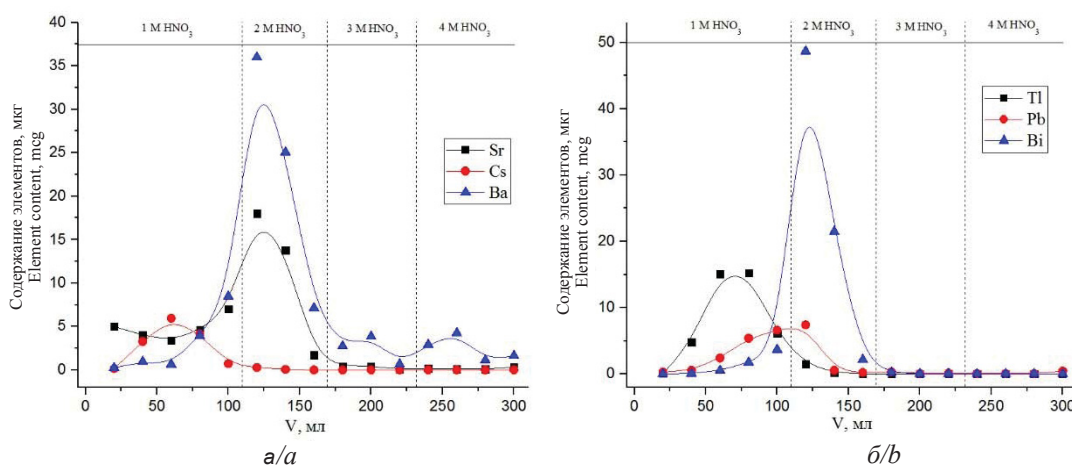 1 M HNO3 2 M HNO3 3 M HNO3 4 M HNO3
Содержание элементов, мкг
Element content, mcg
40
35
30
25
20
15
10
5
0
Sr
Cs
Ba
0 50 100 150 200 250 300
V, мл
а/a
1 M HNO3 2 M HNO3 3 M HNO3 4 M HNO3
Содержание элементов, мкг
Element content, mcg
50
40
30
20
10
0
Tl
Pb
Bi
0 50 100 150 200 250 300
V, мл
б/b